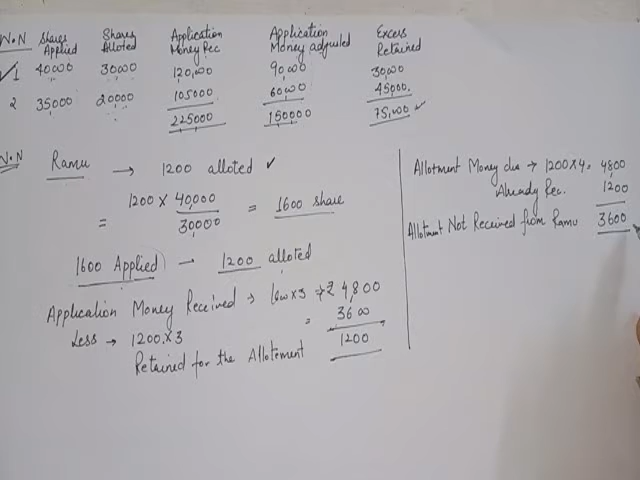 W.N Shares Applied Shares Alloted Application Money Rec Application Money adjusted Excess Retained
1 40000 30000 120,000 90,000 30,000
2 35000 20000 105000 60000 45000.
225000 150000 75,000
W.N Ramu → 1200 alloted ✓
1200 × 40,000
= 30000 = 1600 share
1600 Applied → 1200 alloted
Application Money Received → 1600×3 → ₹ 4,800
Less → 1200×3 = 3600
Retained for the Allotement 1200
Allotment Money due → 1200×4 = 4800
Already Rec. 1200
Allotment Not Received from Ramu 3600